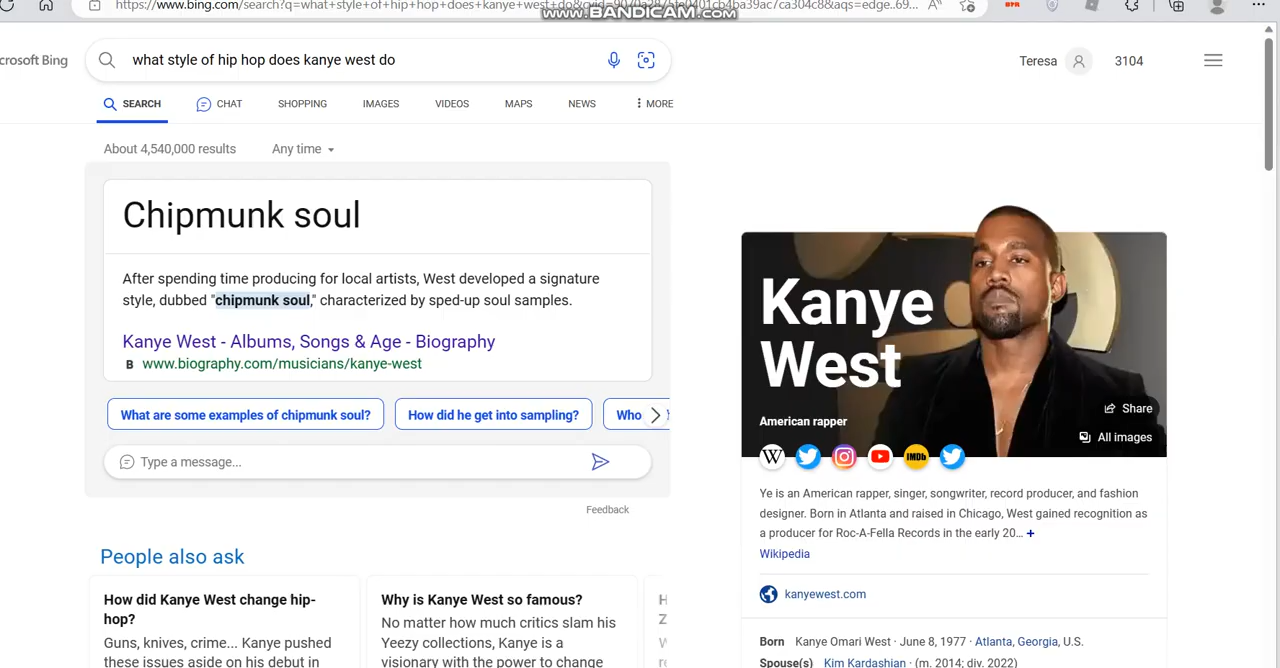 https://www.bing.com/search?q=what+style+of+hip+hop+does+kanye+west+do
www.BANDICAM.com
crosoft Bing
what style of hip hop does kanye west do
Teresa
3104
SEARCH
CHAT
SHOPPING
IMAGES
VIDEOS
MAPS
NEWS
MORE
About 4,540,000 results
Any time
Chipmunk soul
After spending time producing for local artists, West developed a signature
style, dubbed "chipmunk soul," characterized by sped-up soul samples.
Kanye West - Albums, Songs & Age - Biography
B www.biography.com/musicians/kanye-west
What are some examples of chipmunk soul?
How did he get into sampling?
Who
Type a message...
Feedback
People also ask
How did Kanye West change hip-
hop?
Guns, knives, crime... Kanye pushed
these issues aside on his debut in
Why is Kanye West so famous?
No matter how much critics slam his
Yeezy collections, Kanye is a
visionary with the power to change
Kanye
West
American rapper
Share
All images
W
IMDb
Ye is an American rapper, singer, songwriter, record producer, and fashion
designer. Born in Atlanta and raised in Chicago, West gained recognition as
a producer for Roc-A-Fella Records in the early 20… +
Wikipedia
kanyewest.com
Born Kanye Omari West · June 8, 1977 · Atlanta, Georgia, U.S.
Spouse(s) Kim Kardashian · (m. 2014; div. 2022)